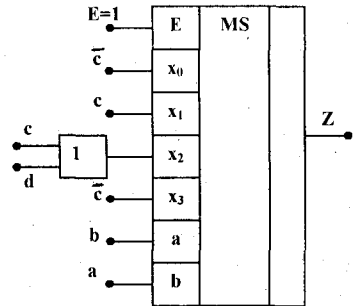 E=1 E MS
c̅ x₀
c x₁
Z
c 1 x₂
d
c̅ x₃
b a
a b